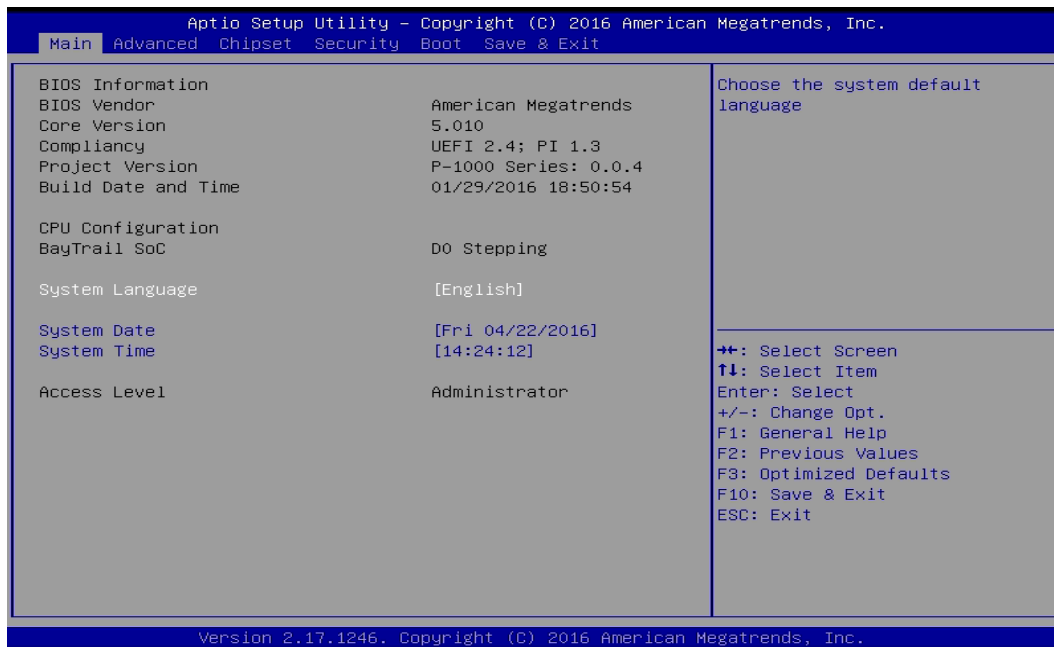 Aptio Setup Utility – Copyright (C) 2016 American Megatrends, Inc.
Main Advanced Chipset Security Boot Save & Exit
BIOS Information
BIOS Vendor American Megatrends
Core Version 5.010
Compliancy UEFI 2.4; PI 1.3
Project Version P-1000 Series: 0.0.4
Build Date and Time 01/29/2016 18:50:54
CPU Configuration
BayTrail SoC D0 Stepping
System Language [English]
System Date [Fri 04/22/2016]
System Time [14:24:12]
Access Level Administrator
Choose the system default
language
→←: Select Screen
↑↓: Select Item
Enter: Select
+/-: Change Opt.
F1: General Help
F2: Previous Values
F3: Optimized Defaults
F10: Save & Exit
ESC: Exit
Version 2.17.1246. Copyright (C) 2016 American Megatrends, Inc.